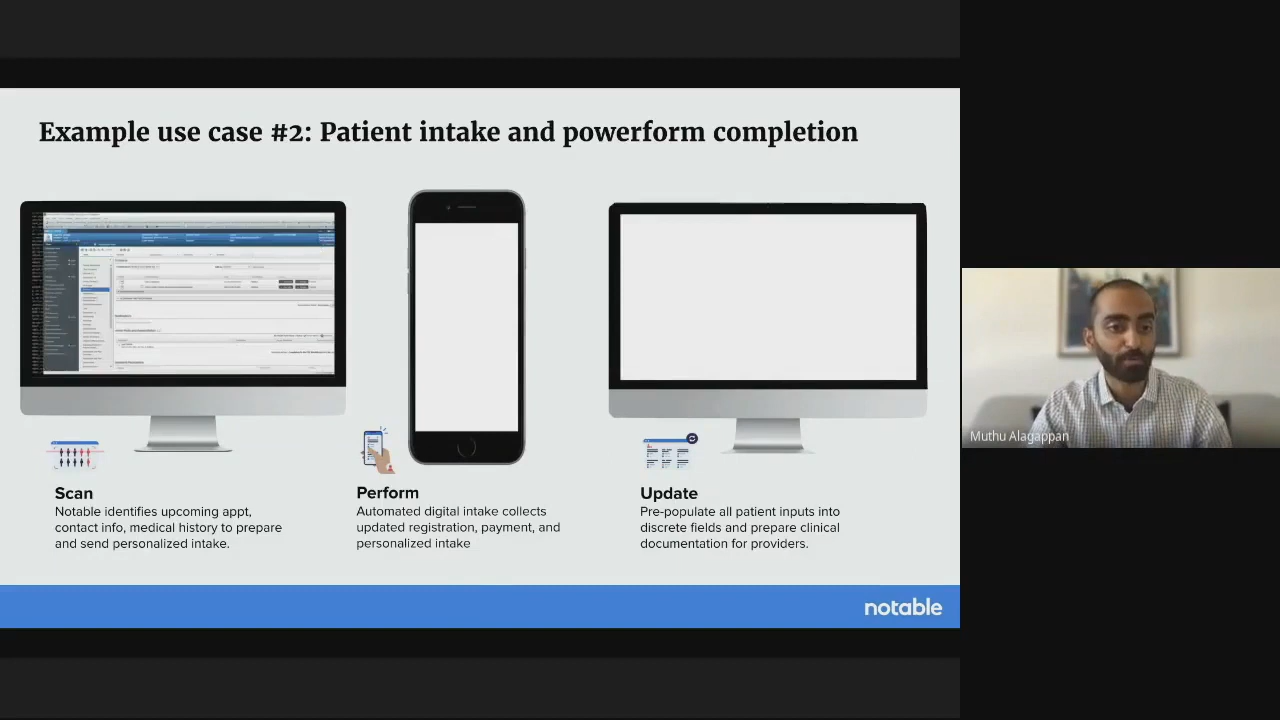 Example use case #2: Patient intake and powerform completion
Scan
Notable identifies upcoming appt,
contact info, medical history to prepare
and send personalized intake.
Perform
Automated digital intake collects
updated registration, payment, and
personalized intake
Update
Pre-populate all patient inputs into
discrete fields and prepare clinical
documentation for providers.
notable
Muthu Alagappan